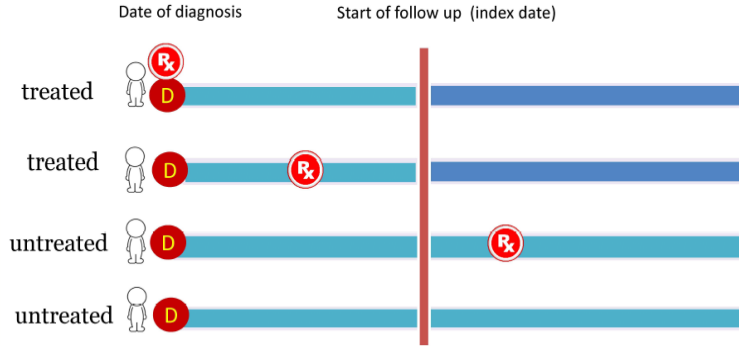 Date of diagnosis
Start of follow up (index date)
Rx
treated
D
treated
D
Rx
untreated
D
Rx
untreated
D